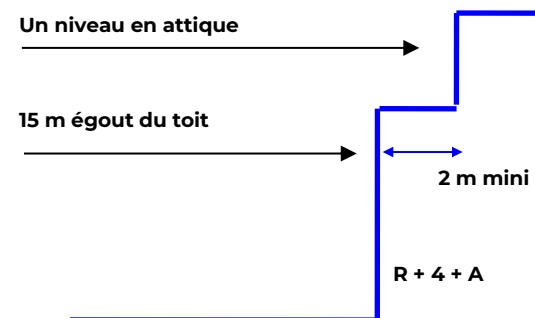 Un niveau en attique
15 m égout du toit
2 m mini
R + 4 + A